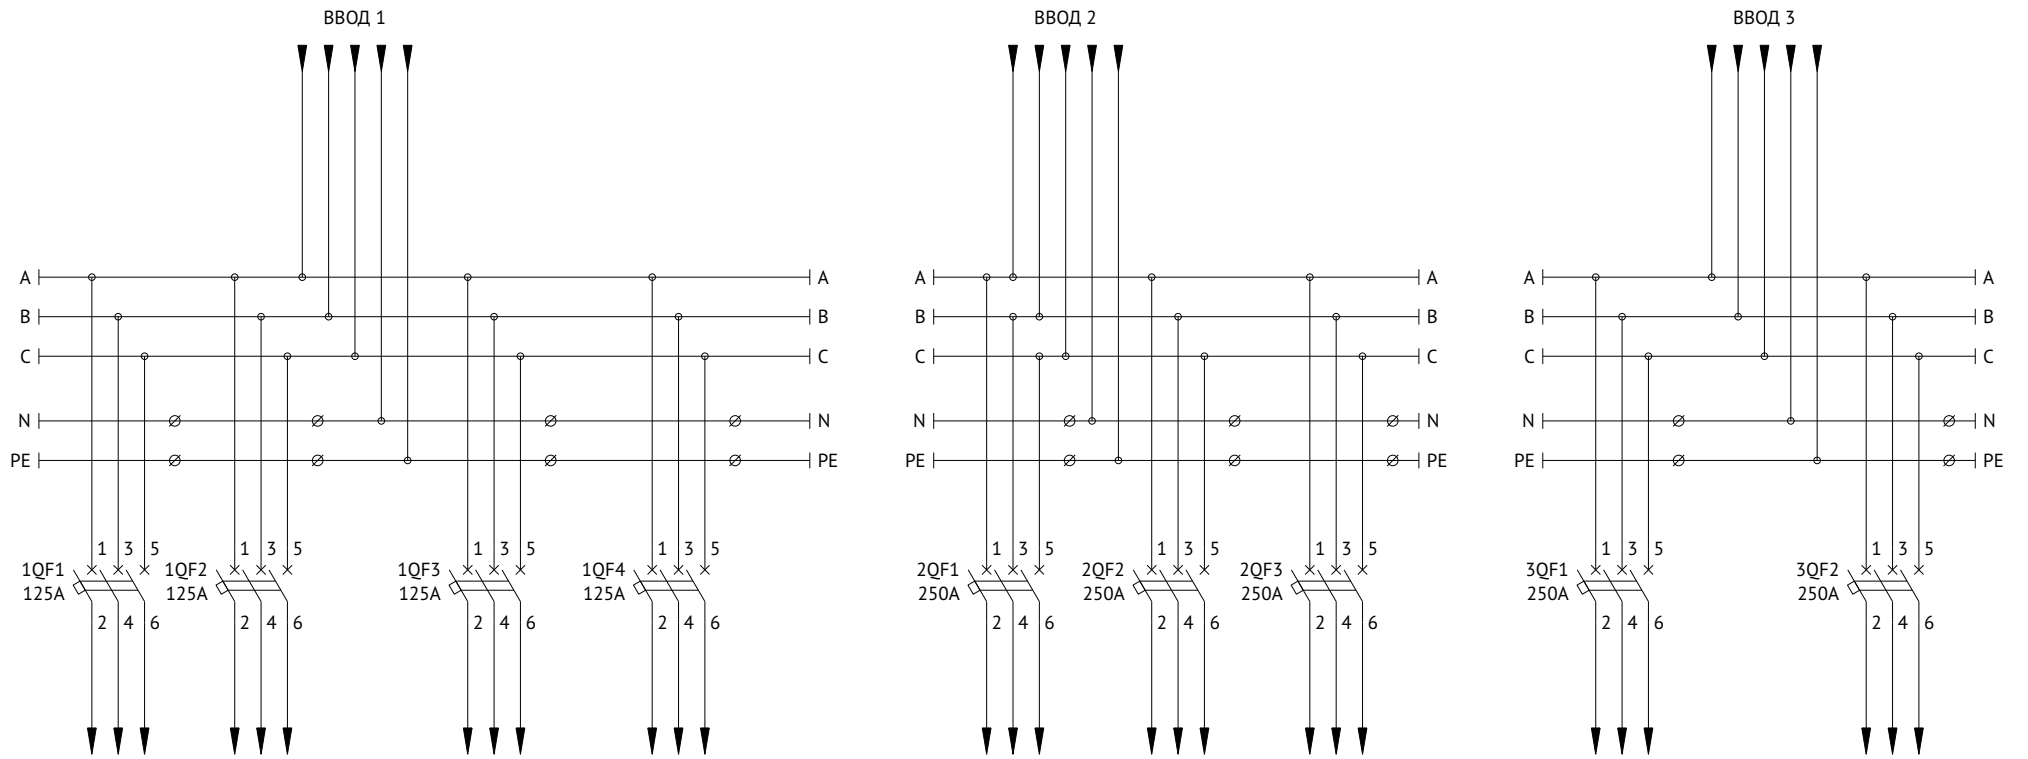 ВВОД 1 ВВОД 2 ВВОД 3
A A A A A A
B B B B B B
C C C C C C
N N N N N N
PE PE PE PE PE PE
1 3 5 1 3 5 1 3 5 1 3 5 1 3 5 1 3 5 1 3 5 1 3 5 1 3 5
1QF1 1QF2 1QF3 1QF4 2QF1 2QF2 2QF3 3QF1 3QF2
125A 125A 125A 125A 250A 250A 250A 250A 250A
2 4 6 2 4 6 2 4 6 2 4 6 2 4 6 2 4 6 2 4 6 2 4 6 2 4 6